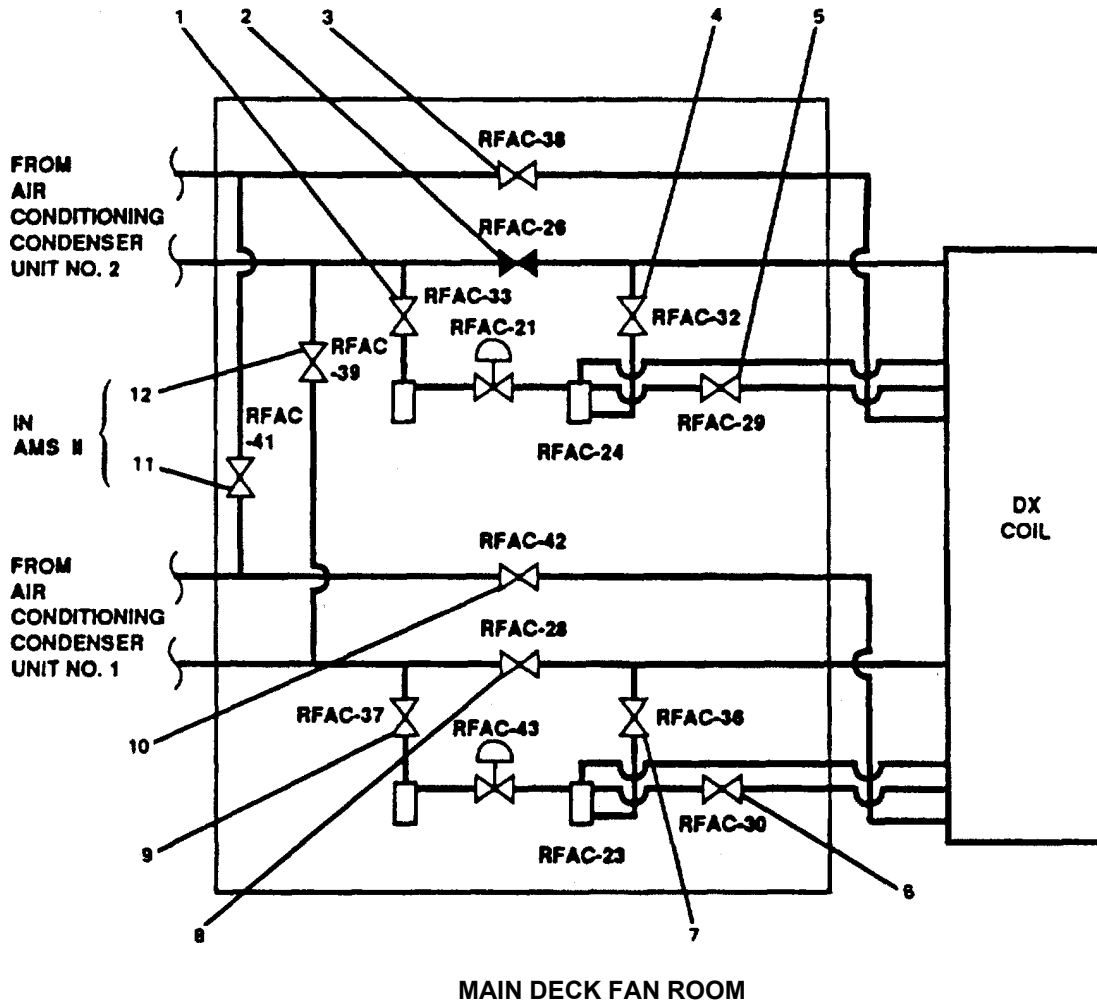 1
2
3
4
5
RFAC-38
FROM
AIR
CONDITIONING
CONDENSER
UNIT NO. 2
RFAC-26
RFAC-33
RFAC-21
RFAC-32
12
RFAC
-39
IN
AMS II
RFAC
-41
RFAC-29
RFAC-24
11
DX
COIL
RFAC-42
FROM
AIR
CONDITIONING
CONDENSER
UNIT NO. 1
RFAC-28
10
RFAC-37
RFAC-43
RFAC-36
RFAC-30
RFAC-23
9
8
7
6
MAIN DECK FAN ROOM